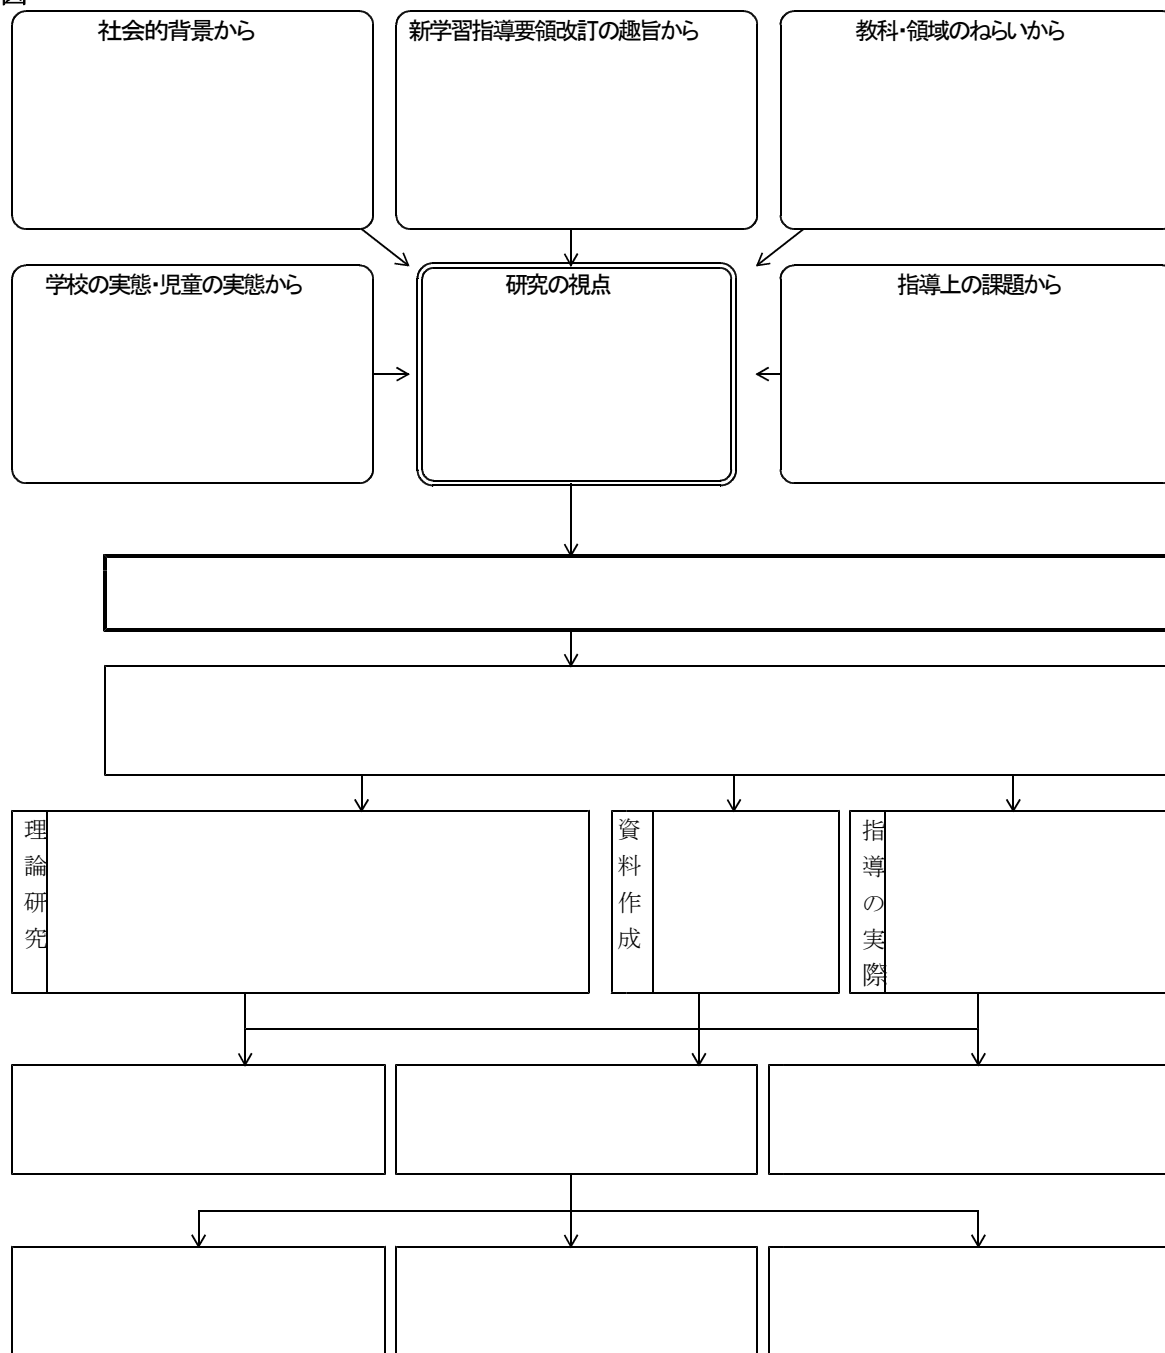 社会的背景から
新学習指導要領改訂の趣旨から
教科・領域のねらいから
学校の実態・児童の実態から
研究の視点
指導上の課題から
理論研究
資料作成
指導の実際